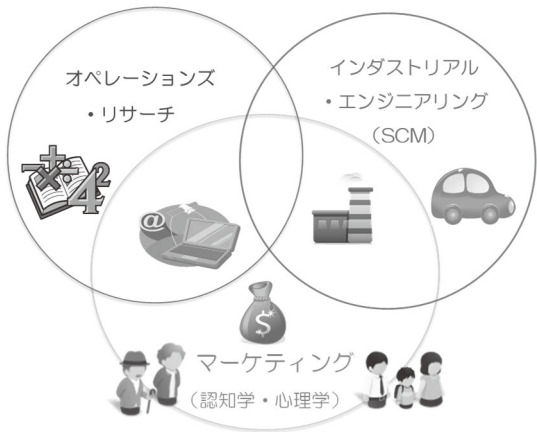 オペレーションズ
・リサーチ
インダストリアル
・エンジニアリング
（SCM）
マーケティング
（認知学・心理学）